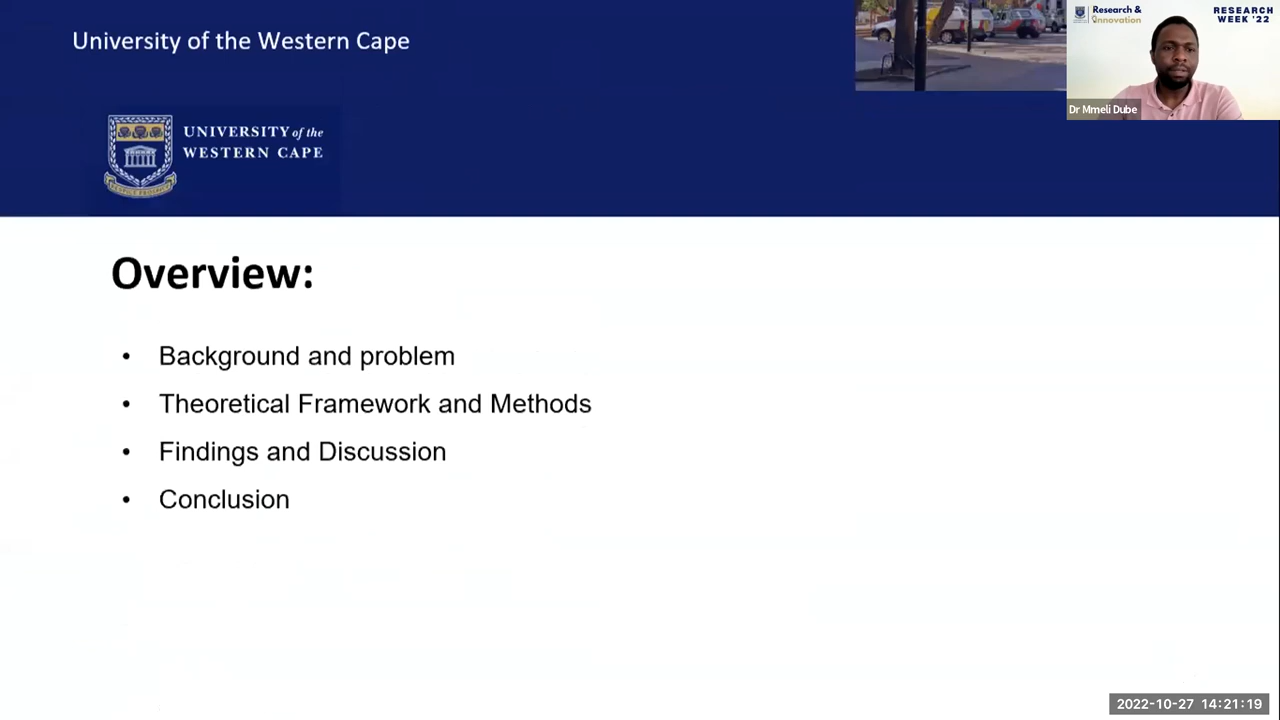 University of the Western Cape
Research &
Innovation
RESEARCH
WEEK '22
Dr Mmeli Dube
UNIVERSITY of the
WESTERN CAPE
Overview:
• Background and problem
• Theoretical Framework and Methods
• Findings and Discussion
• Conclusion
2022-10-27 14:21:19